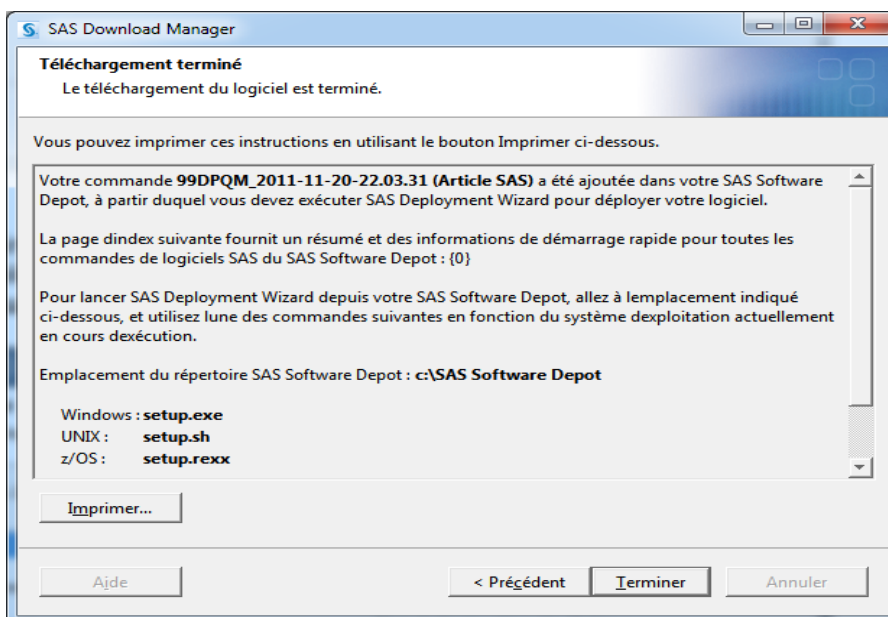 SAS Download Manager
Téléchargement terminé
Le téléchargement du logiciel est terminé.
Vous pouvez imprimer ces instructions en utilisant le bouton Imprimer ci-dessous.
Votre commande 99DPQM_2011-11-20-22.03.31 (Article SAS) a été ajoutée dans votre SAS Software
Depot, à partir duquel vous devez exécuter SAS Deployment Wizard pour déployer votre logiciel.
La page dindex suivante fournit un résumé et des informations de démarrage rapide pour toutes les
commandes de logiciels SAS du SAS Software Depot : {0}
Pour lancer SAS Deployment Wizard depuis votre SAS Software Depot, allez à lemplacement indiqué
ci-dessous, et utilisez lune des commandes suivantes en fonction du système dexploitation actuellement
en cours dexécution.
Emplacement du répertoire SAS Software Depot : c:\SAS Software Depot
Windows : setup.exe
UNIX : setup.sh
z/OS : setup.rexx
Imprimer...
Aide
< Précédent
Terminer
Annuler